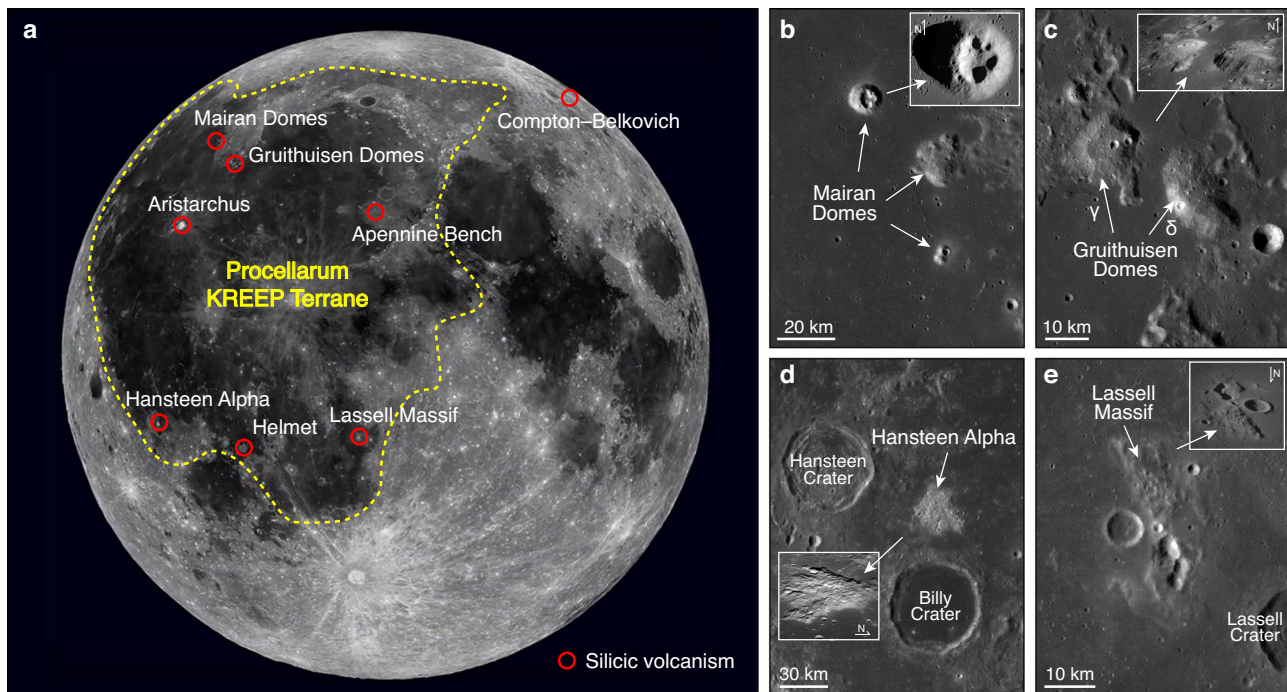 a
Mairan Domes
Gruithuisen Domes
Compton–Belkovich
Aristarchus
Apennine Bench
Procellarum
KREEP Terrane
Hansteen Alpha
Helmet
Lassell Massif
Silicic volcanism
b
N
Mairan
Domes
20 km
c
N
γ
δ
Gruithuisen
Domes
10 km
d
Hansteen Alpha
Hansteen
Crater
Billy
Crater
N
30 km
e
N
Lassell
Massif
Lassell
Crater
10 km